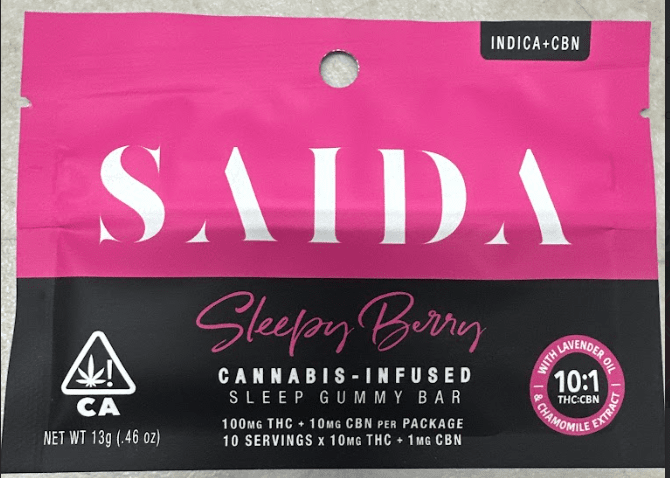 INDICA+CBN
SAIDA
Sleepy Berry
CANNABIS-INFUSED
SLEEP GUMMY BAR
100MG THC + 10MG CBN PER PACKAGE
10 SERVINGS x 10MG THC + 1MG CBN
!
CA
NET WT 13g (.46 oz)
WITH LAVENDER OIL
10:1
THC:CBN
& CHAMOMILE EXTRACT